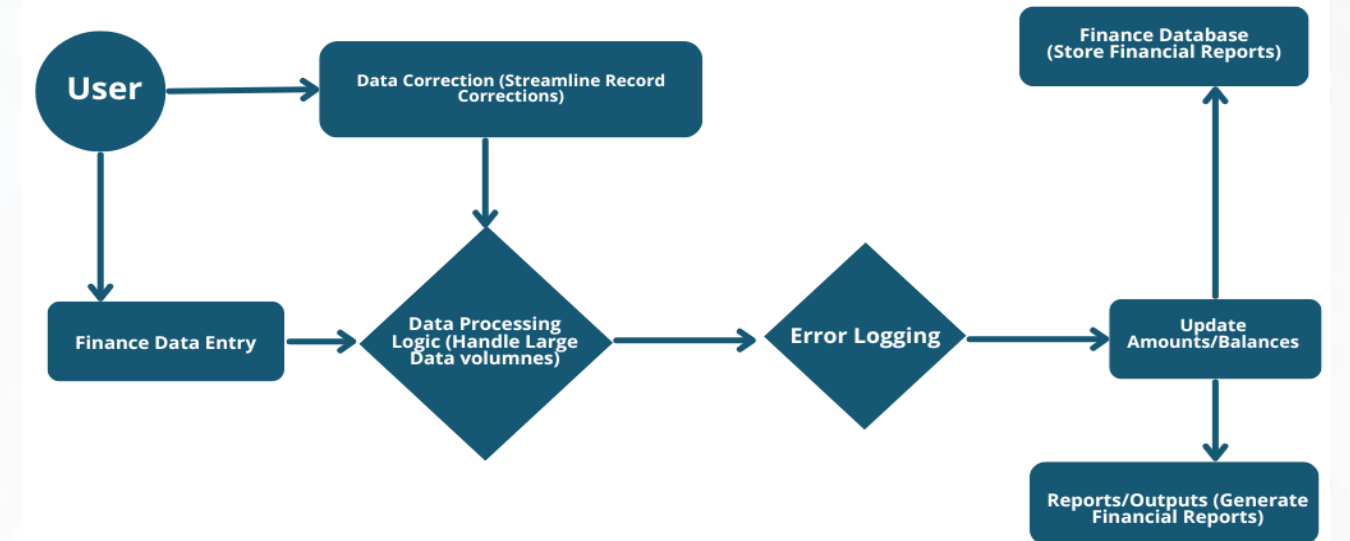 User
Data Correction (Streamline Record
Corrections)
Finance Database
(Store Financial Reports)
Finance Data Entry
Data Processing
Logic (Handle Large
Data volumnes)
Error Logging
Update
Amounts/Balances
Reports/Outputs (Generate
Financial Reports)